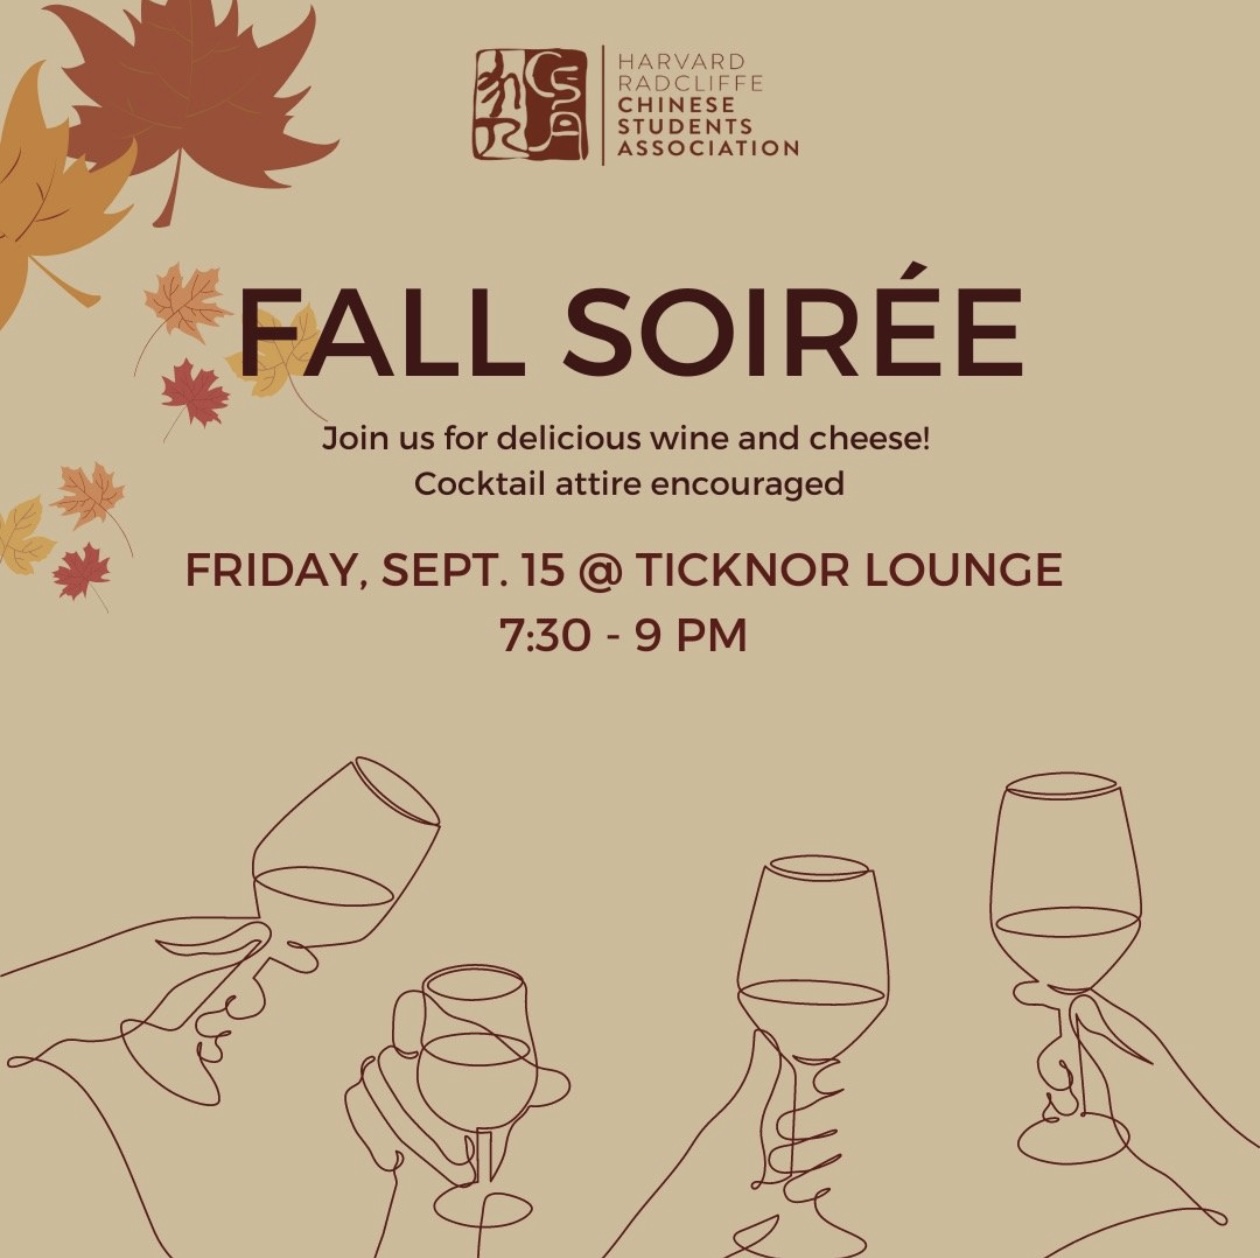 HARVARD
RADCLIFFE
CHINESE
STUDENTS
ASSOCIATION
FALL SOIRÉE
Join us for delicious wine and cheese!
Cocktail attire encouraged
FRIDAY, SEPT. 15 @ TICKNOR LOUNGE
7:30 - 9 PM